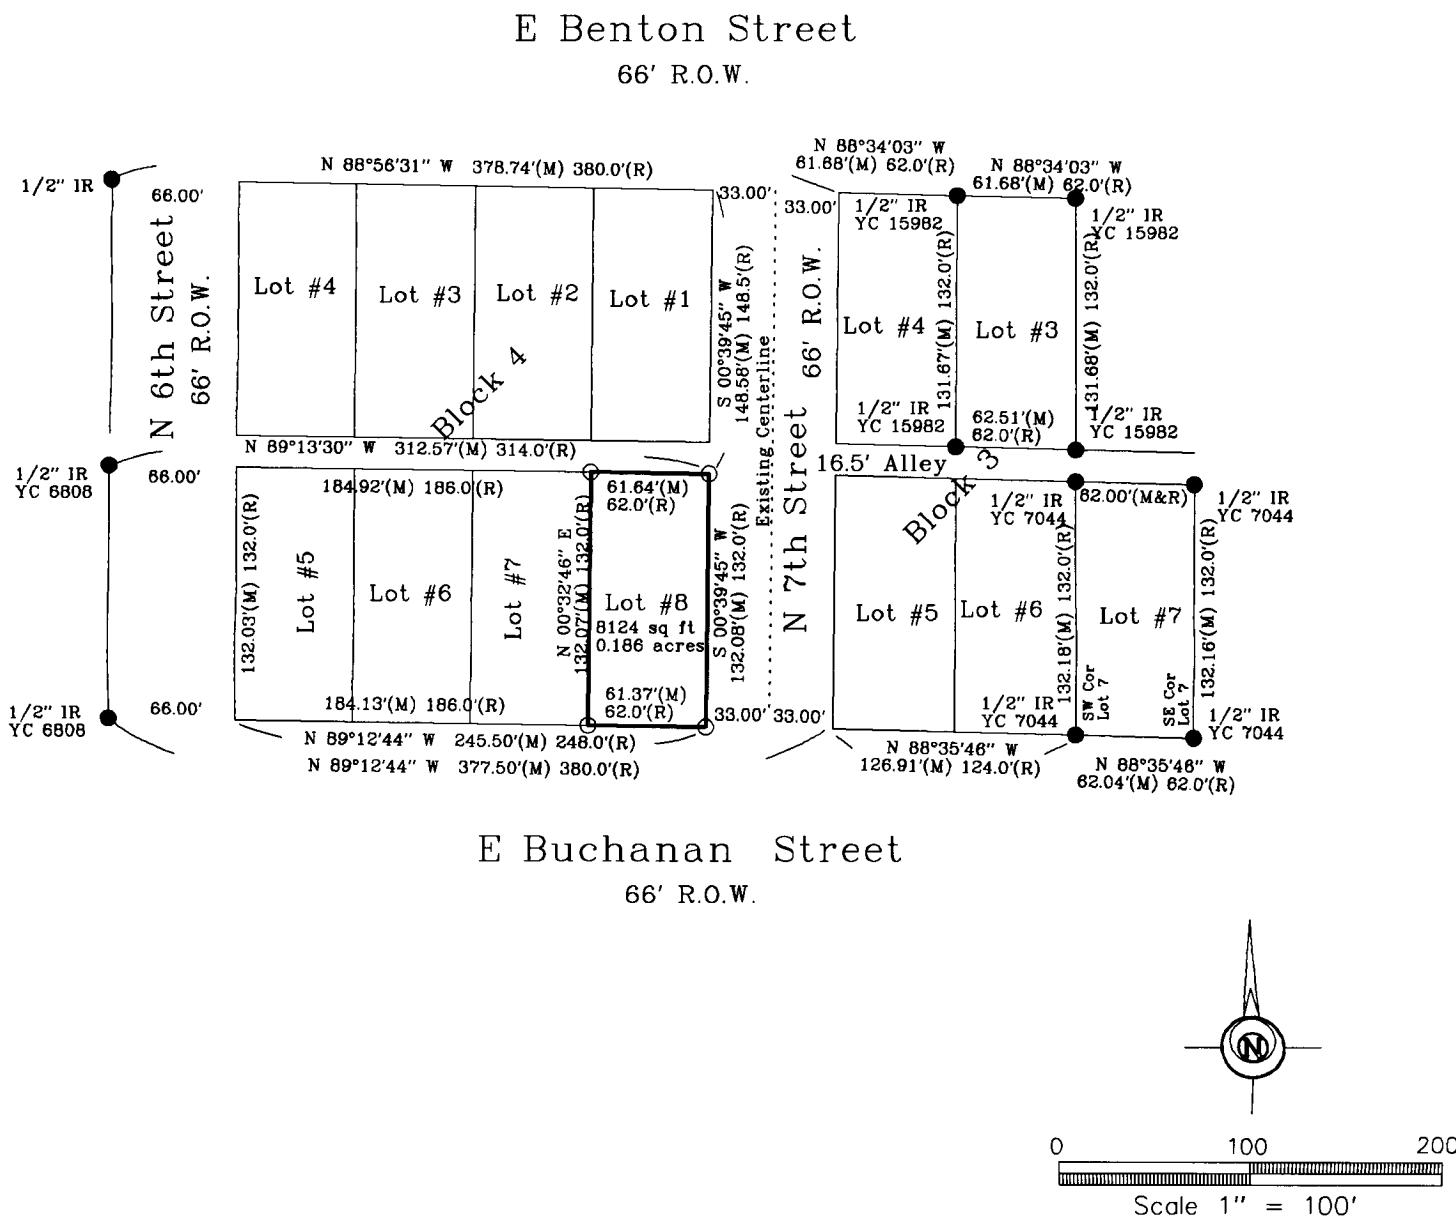 E Benton Street
66' R.O.W.
N 88°34'03" W
61.68'(M) 62.0'(R)
N 88°34'03" W
61.68'(M) 62.0'(R)
N 88°56'31" W 378.74'(M) 380.0'(R)
1/2" IR
66.00'
33.00'
33.00'
1/2" IR
YC 15982
1/2" IR
YC 15982
N 6th Street
66' R.O.W.
Lot #4
Lot #3
Lot #2
Lot #1
Block 4
S 00°39'45" W
148.58'(M) 148.5'(R)
Existing Centerline
N 7th Street 66' R.O.W.
Lot #4
131.67'(M) 132.0'(R)
Lot #3
131.68'(M) 132.0'(R)
1/2" IR
YC 15982
62.51'(M)
62.0'(R)
1/2" IR
YC 15982
N 89°13'30" W 312.57'(M) 314.0'(R)
16.5' Alley
Block 3
1/2" IR
YC 6808
66.00'
184.92'(M) 186.0'(R)
61.64'(M)
62.0'(R)
1/2" IR
YC 7044
62.00'(M&R)
1/2" IR
YC 7044
132.03'(M) 132.0'(R)
Lot #5
Lot #6
Lot #7
N 00°32'46" E
132.07'(M) 132.0'(R)
Lot #8
8124 sq ft
0.186 acres
S 00°39'45" W
132.08'(M) 132.0'(R)
Lot #5
Lot #6
132.18'(M) 132.0'(R)
Lot #7
132.16'(M) 132.0'(R)
SW Cor
Lot 7
SE Cor
Lot 7
1/2" IR
YC 6808
66.00'
184.13'(M) 186.0'(R)
61.37'(M)
62.0'(R)
33.00'
33.00'
1/2" IR
YC 7044
1/2" IR
YC 7044
N 89°12'44" W 245.50'(M) 248.0'(R)
N 89°12'44" W 377.50'(M) 380.0'(R)
N 88°35'46" W
126.91'(M) 124.0'(R)
N 88°35'46" W
62.04'(M) 62.0'(R)
E Buchanan Street
66' R.O.W.
N
0 100 200
Scale 1" = 100'